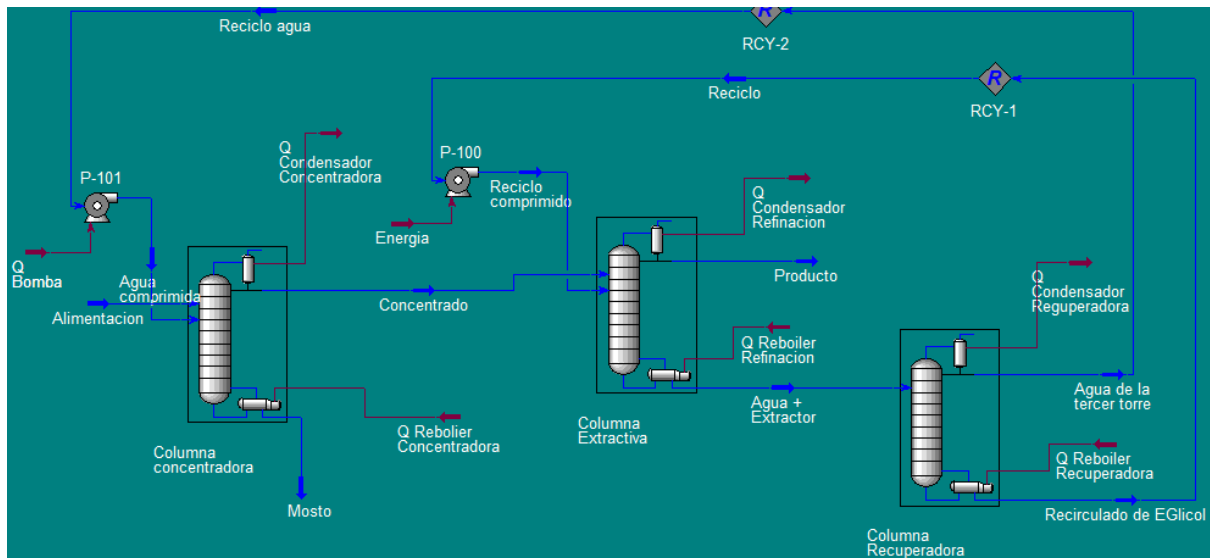 Reciclo agua
RCY-2
Reciclo
RCY-1
Q
Condensador
Concentradora
P-101
P-100
Reciclo
comprimido
Q
Condensador
Refinacion
Energia
Q
Bomba
Agua
comprimida
Alimentacion
Concentrado
Producto
Q
Condensador
Reguperadora
Q Reboiler
Refinacion
Agua +
Extractor
Agua de la
tercer torre
Columna
Extractiva
Q Rebolier
Concentradora
Columna
concentradora
Q Reboiler
Recuperadora
Mosto
Recirculado de EGlicol
Columna
Recuperadora
R
R